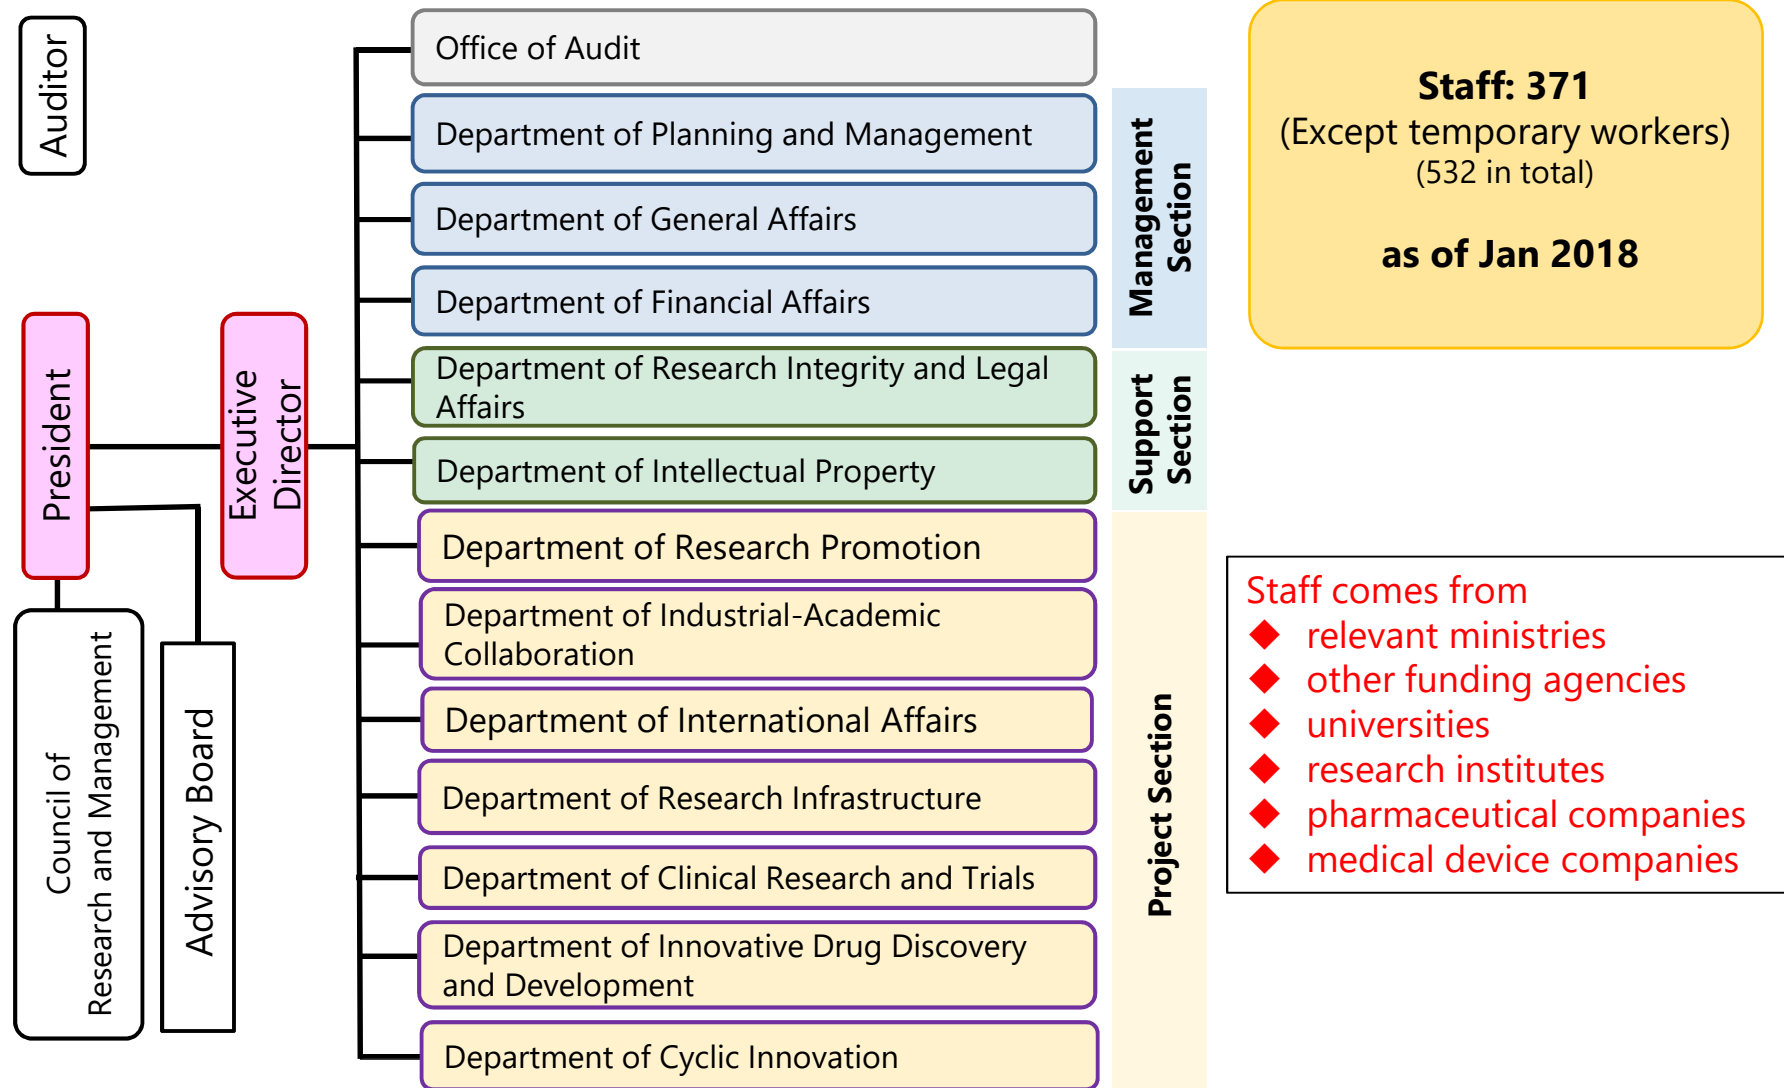 Auditor
President
Executive
Director
Council of
Research and Management
Advisory Board
Office of Audit
Department of Planning and Management
Department of General Affairs
Department of Financial Affairs
Department of Research Integrity and Legal
Affairs
Department of Intellectual Property
Department of Research Promotion
Department of Industrial-Academic
Collaboration
Department of International Affairs
Department of Research Infrastructure
Department of Clinical Research and Trials
Department of Innovative Drug Discovery
and Development
Department of Cyclic Innovation
Management
Section
Support
Section
Project Section
Staff: 371
(Except temporary workers)
(532 in total)
as of Jan 2018
Staff comes from
◆ relevant ministries
◆ other funding agencies
◆ universities
◆ research institutes
◆ pharmaceutical companies
◆ medical device companies